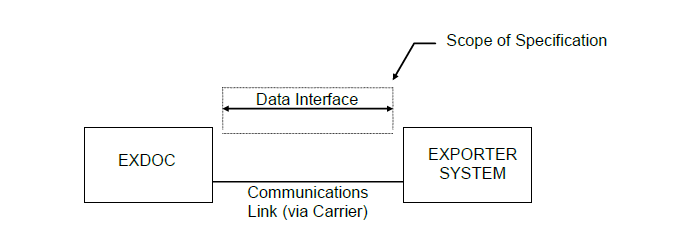 Scope of Specification
Data Interface
EXDOC
EXPORTER
SYSTEM
Communications
Link (via Carrier)